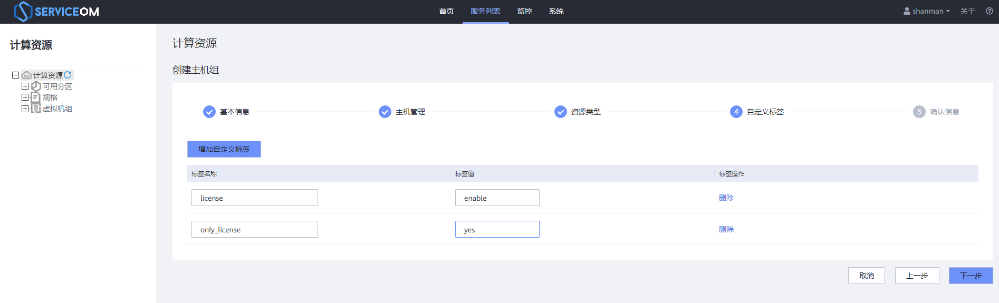 SERVICEOM
首页 服务列表 监控 系统
shanman 关于
计算资源
计算资源
可用分区
规格
虚拟机组
计算资源
创建主机组
基本信息 主机管理 资源类型 4 自定义标签 5 确认信息
增加自定义标签
标签名称 标签值 标签操作
license enable 删除
only_license yes 删除
取消 上一步 下一步